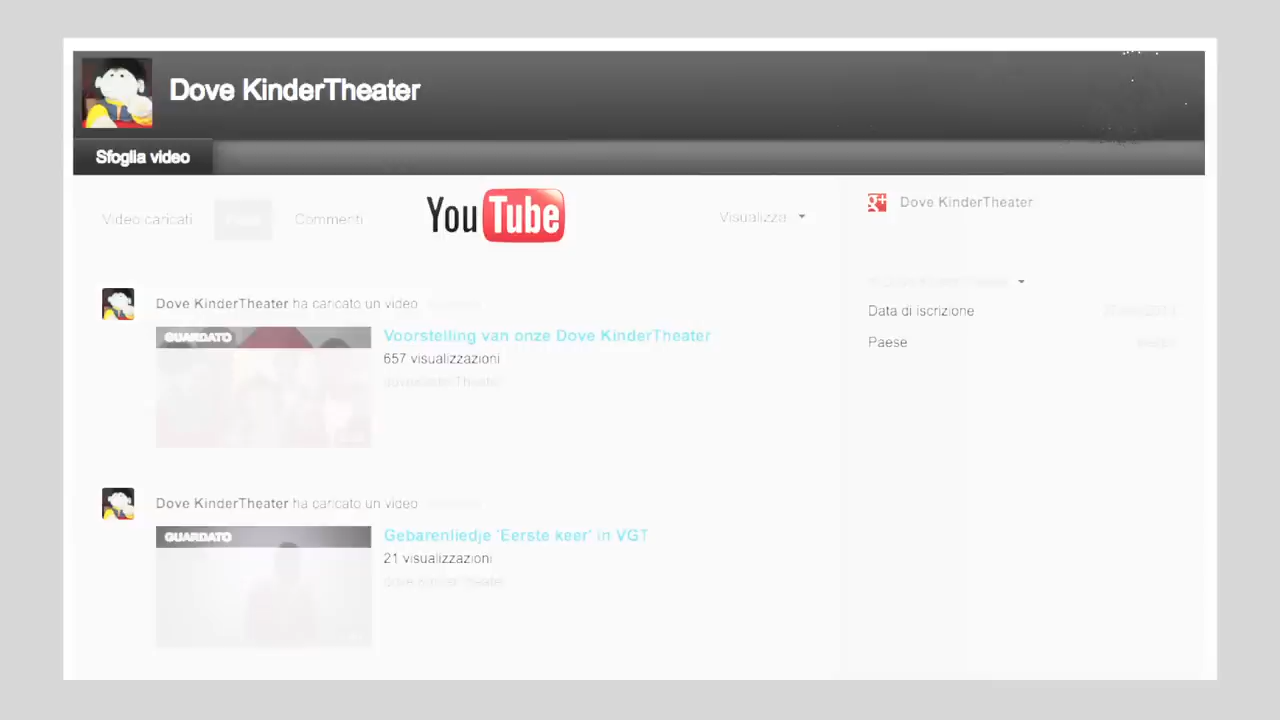 Dove KinderTheater
Sfoglia video
Video caricati
Commenti
YouTube
Visualizza
g+ Dove KinderTheater
Data di iscrizione
Paese
Dove KinderTheater ha caricato un video
GUARDATO
Voorstelling van onze Dove KinderTheater
657 visualizzazioni
doveKinderTheater
Dove KinderTheater ha caricato un video
GUARDATO
Gebarenliedje 'Eerste keer' in VGT
21 visualizzazioni